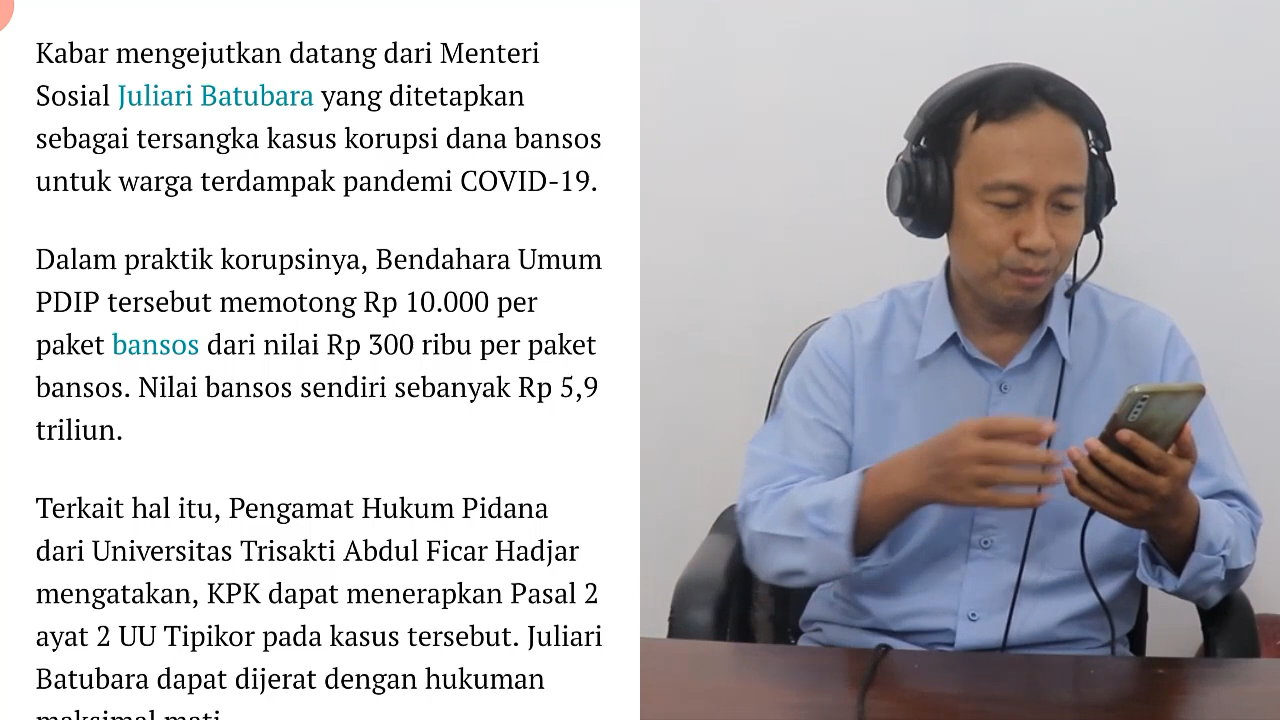 Kabar mengejutkan datang dari Menteri
Sosial Juliari Batubara yang ditetapkan
sebagai tersangka kasus korupsi dana bansos
untuk warga terdampak pandemi COVID-19.
Dalam praktik korupsinya, Bendahara Umum
PDIP tersebut memotong Rp 10.000 per
paket bansos dari nilai Rp 300 ribu per paket
bansos. Nilai bansos sendiri sebanyak Rp 5,9
triliun.
Terkait hal itu, Pengamat Hukum Pidana
dari Universitas Trisakti Abdul Ficar Hadjar
mengatakan, KPK dapat menerapkan Pasal 2
ayat 2 UU Tipikor pada kasus tersebut. Juliari
Batubara dapat dijerat dengan hukuman
maksimal mati